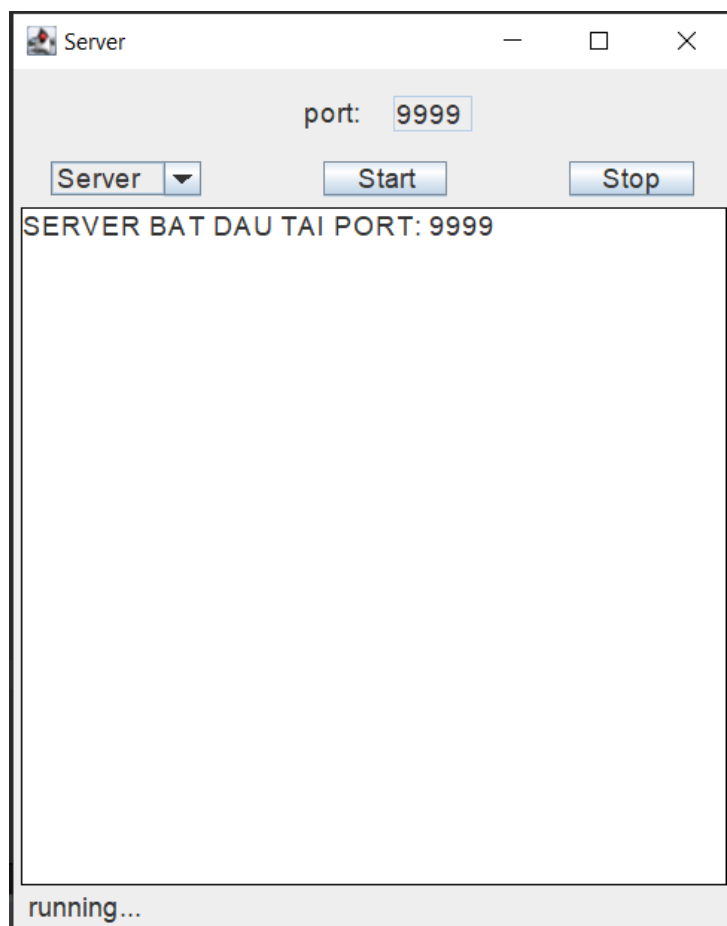 Server
port: 9999
Server Start Stop
SERVER BAT DAU TAI PORT: 9999
running...